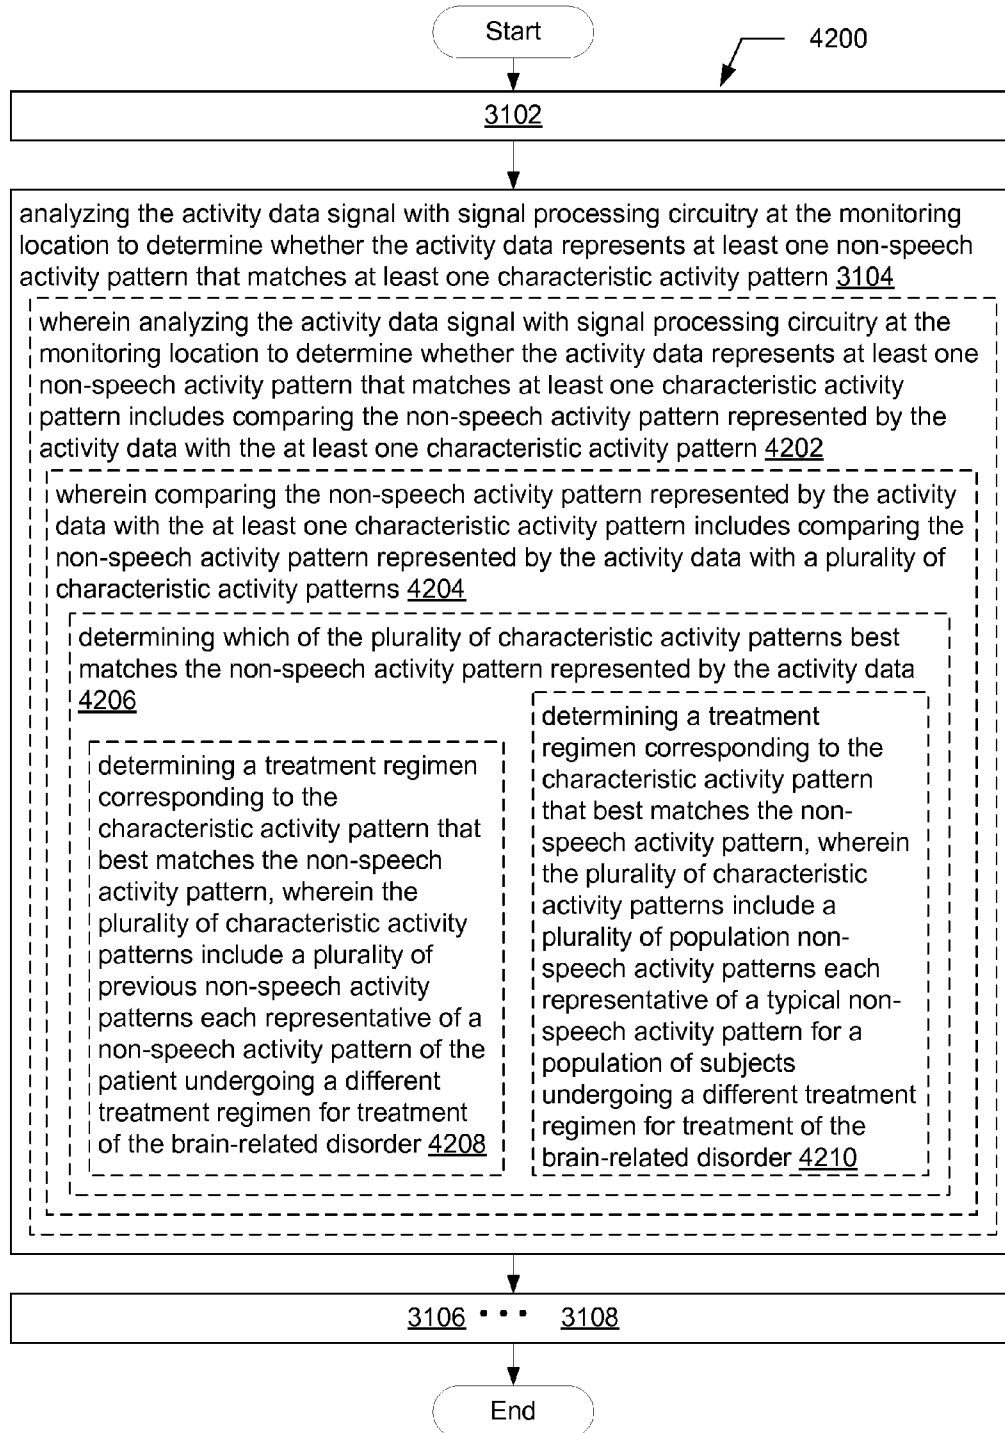 Start
4200
3102
analyzing the activity data signal with signal processing circuitry at the monitoring
location to determine whether the activity data represents at least one non-speech
activity pattern that matches at least one characteristic activity pattern 3104
wherein analyzing the activity data signal with signal processing circuitry at the
monitoring location to determine whether the activity data represents at least one
non-speech activity pattern that matches at least one characteristic activity
pattern includes comparing the non-speech activity pattern represented by the
activity data with the at least one characteristic activity pattern 4202
wherein comparing the non-speech activity pattern represented by the activity
data with the at least one characteristic activity pattern includes comparing the
non-speech activity pattern represented by the activity data with a plurality of
characteristic activity patterns 4204
determining which of the plurality of characteristic activity patterns best
matches the non-speech activity pattern represented by the activity data
4206
determining a treatment regimen
corresponding to the
characteristic activity pattern that
best matches the non-speech
activity pattern, wherein the
plurality of characteristic activity
patterns include a plurality of
previous non-speech activity
patterns each representative of a
non-speech activity pattern of the
patient undergoing a different
treatment regimen for treatment
of the brain-related disorder 4208
determining a treatment
regimen corresponding to the
characteristic activity pattern
that best matches the non-
speech activity pattern, wherein
the plurality of characteristic
activity patterns include a
plurality of population non-
speech activity patterns each
representative of a typical non-
speech activity pattern for a
population of subjects
undergoing a different treatment
regimen for treatment of the
brain-related disorder 4210
3106 • • • 3108
End